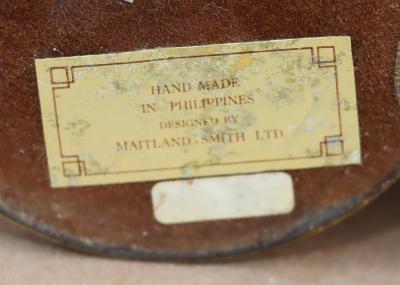 HAND MADE
IN PHILIPPINES
DESIGNED BY
MAITLAND-SMITH LTD.